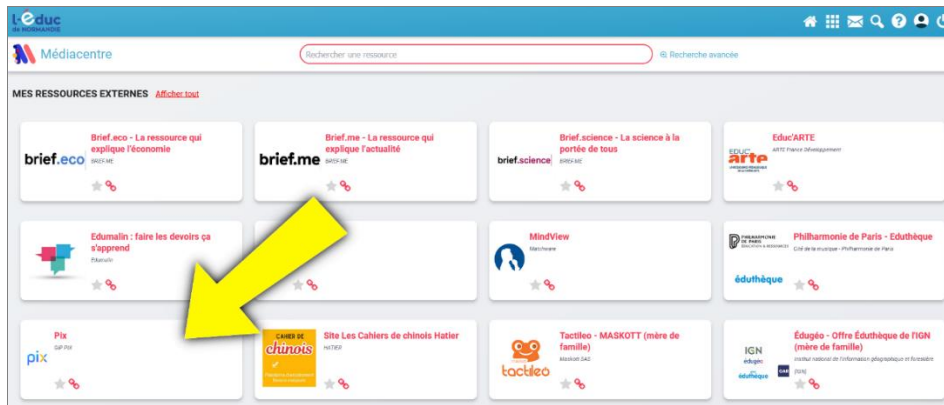 l-éduc
de NORMANDIE
Médiacentre
Rechercher une ressource
Recherche avancée
MES RESSOURCES EXTERNES Afficher tout
brief.eco
Brief.eco - La ressource qui
explique l'économie
BRIEF.ME
brief.me
Brief.me - La ressource qui
explique l'actualité
BRIEF.ME
brief.science
Brief.science - La science à la
portée de tous
BRIEF.ME
EDUC'
arte
Educ'ARTE
ARTE France Développement
Edumalin : faire les devoirs ça
s'apprend
Edumalin
MindView
Matchware
PHILHARMONIE
DE PARIS
éduthèque
Philharmonie de Paris - Eduthèque
Cité de la musique - Philharmonie de Paris
pix
Pix
GIP PIX
CAHIER DE
chinois
Site Les Cahiers de chinois Hatier
HATIER
tactileo
Tactileo - MASKOTT (mère de
famille)
Maskott SAS
IGN
édugéo
éduthèque
Édugéo - Offre Éduthèque de l'IGN
(mère de famille)
Institut national de l'information géographique et forestière
(IGN)